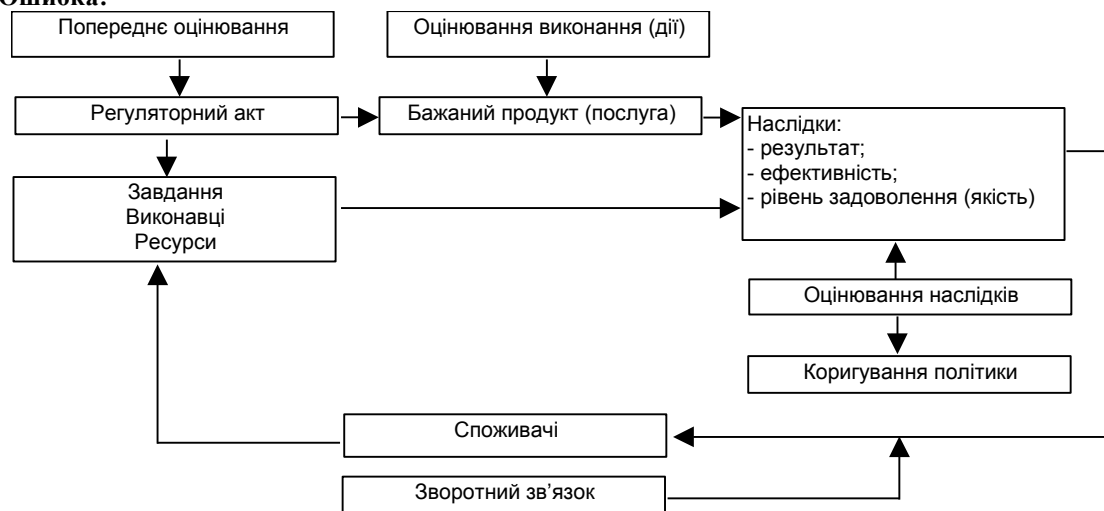 Ошибка!
Попереднє оцінювання
Оцінювання виконання (дії)
Регуляторний акт
Бажаний продукт (послуга)
Наслідки:
- результат;
- ефективність;
- рівень задоволення (якість)
Завдання
Виконавці
Ресурси
Оцінювання наслідків
Коригування політики
Споживачі
Зворотний зв’язок